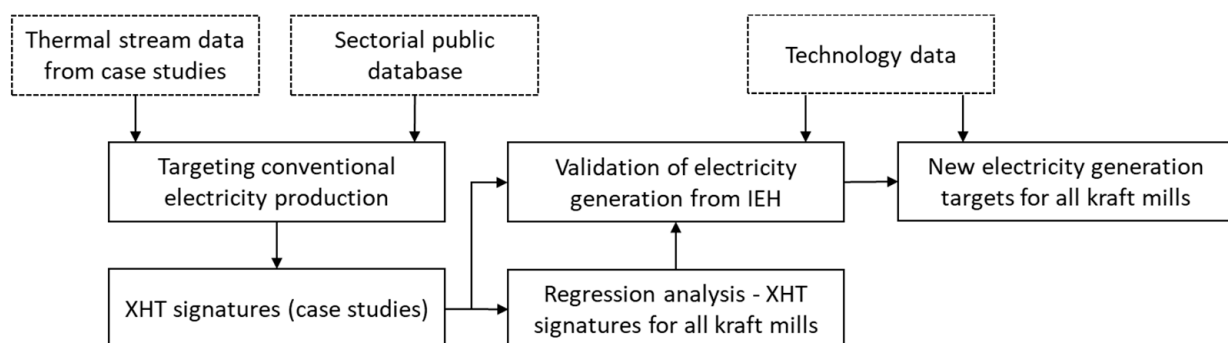 Thermal stream data
from case studies
Sectorial public
database
Technology data
Targeting conventional
electricity production
Validation of electricity
generation from IEH
New electricity generation
targets for all kraft mills
XHT signatures (case studies)
Regression analysis - XHT
signatures for all kraft mills